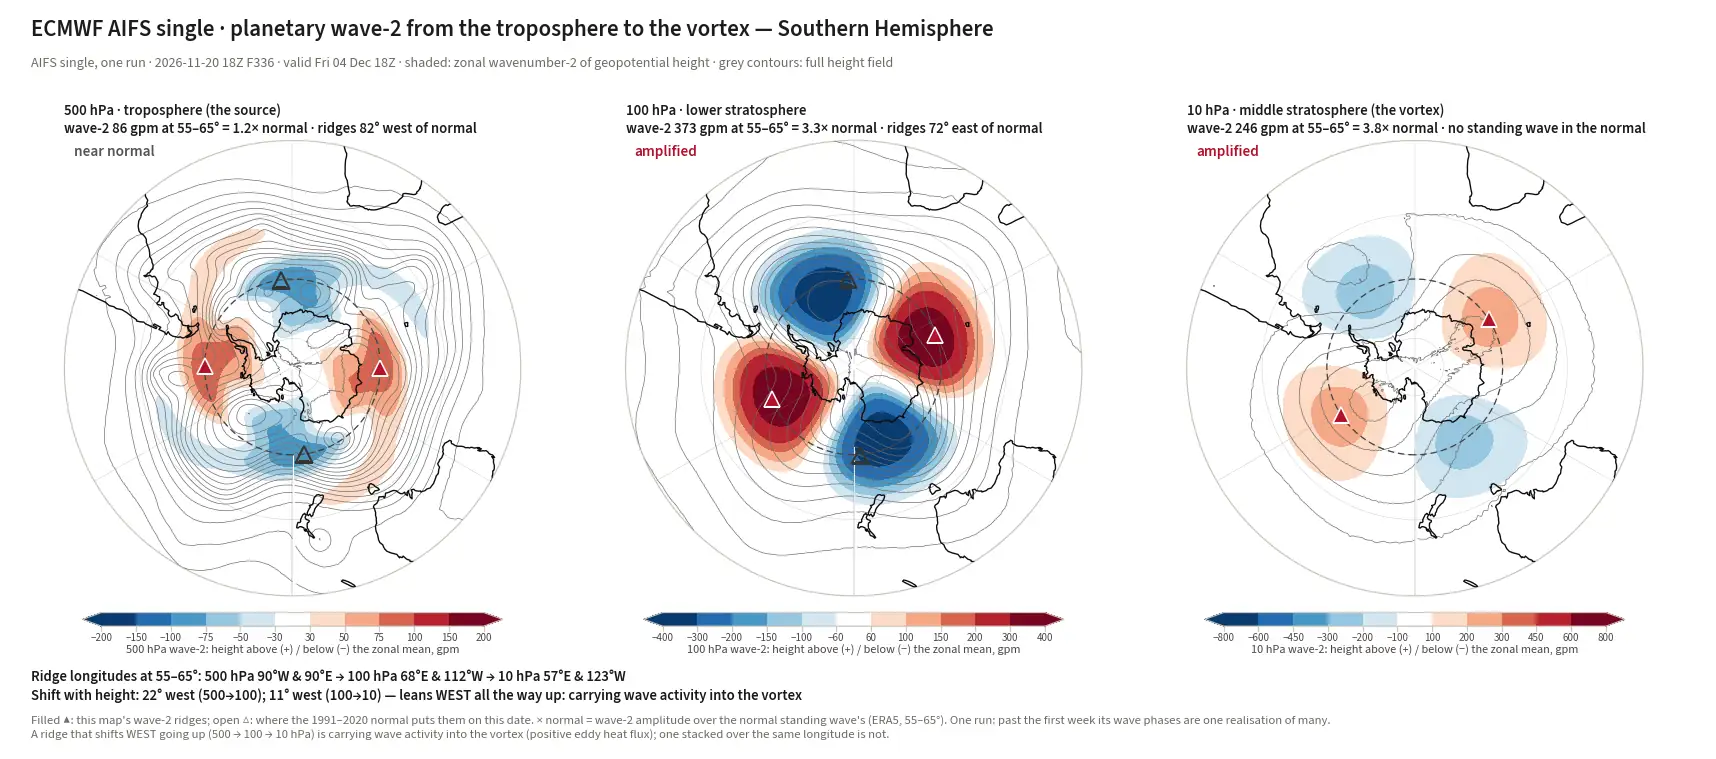 ECMWF AIFS single · planetary wave-2 from the troposphere to the vortex — Southern Hemisphere
AIFS single, one run · 2026-11-20 18Z F336 · valid Fri 04 Dec 18Z · shaded: zonal wavenumber-2 of geopotential height · grey contours: full height field
500 hPa · troposphere (the source)
wave-2 86 gpm at 55–65° = 1.2× normal · ridges 82° west of normal
near normal
100 hPa · lower stratosphere
wave-2 373 gpm at 55–65° = 3.3× normal · ridges 72° east of normal
amplified
10 hPa · middle stratosphere (the vortex)
wave-2 246 gpm at 55–65° = 3.8× normal · no standing wave in the normal
amplified
−200 −150 −100 −75 −50 −30 30 50 75 100 150 200
500 hPa wave-2: height above (+) / below (−) the zonal mean, gpm
−400 −300 −200 −150 −100 −60 60 100 150 200 300 400
100 hPa wave-2: height above (+) / below (−) the zonal mean, gpm
−800 −600 −450 −300 −200 −100 100 200 300 450 600 800
10 hPa wave-2: height above (+) / below (−) the zonal mean, gpm
Ridge longitudes at 55–65°: 500 hPa 90°W & 90°E → 100 hPa 68°E & 112°W → 10 hPa 57°E & 123°W
Shift with height: 22° west (500→100); 11° west (100→10) — leans WEST all the way up: carrying wave activity into the vortex
Filled ▲: this map's wave-2 ridges; open △: where the 1991–2020 normal puts them on this date. × normal = wave-2 amplitude over the normal standing wave's (ERA5, 55–65°). One run: past the first week its wave phases are one realisation of many.
A ridge that shifts WEST going up (500 → 100 → 10 hPa) is carrying wave activity into the vortex (positive eddy heat flux); one stacked over the same longitude is not.